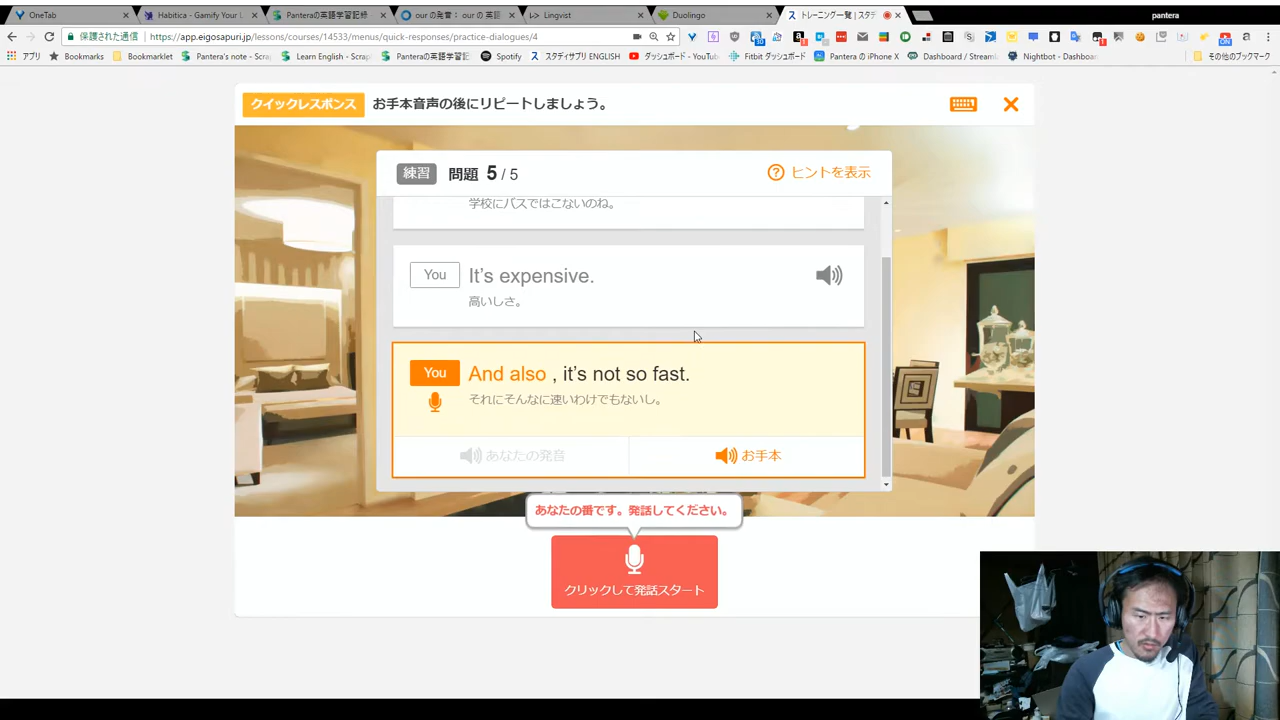 OneTab
Habitica - Gamify Your L
Panteraの英語学習記録
our の発音： our の 英語
Lingvist
Duolingo
トレーニング一覧 | スタデ
pantera
保護された通信
https://app.eigosapuri.jp/lessons/courses/14533/menus/quick-responses/practice-dialogues/4
アプリ
Bookmarks
Bookmarklet
Pantera's note - Scrap
Learn English - Scrap
Panteraの英語学習記
Spotify
スタディサプリ ENGLISH
ダッシュボード - YouTu
Fitbit ダッシュボード
Pantera の iPhone X
Dashboard / Streamla
Nightbot - Dashboa
その他のブックマーク
クイックレスポンス
お手本音声の後にリピートしましょう。
練習
問題 5 / 5
ヒントを表示
学校にバスではこないのね。
You
It's expensive.
高いしさ。
You
And also , it's not so fast.
それにそんなに速いわけでもないし。
あなたの発音
お手本
あなたの番です。発話してください。
クリックして発話スタート